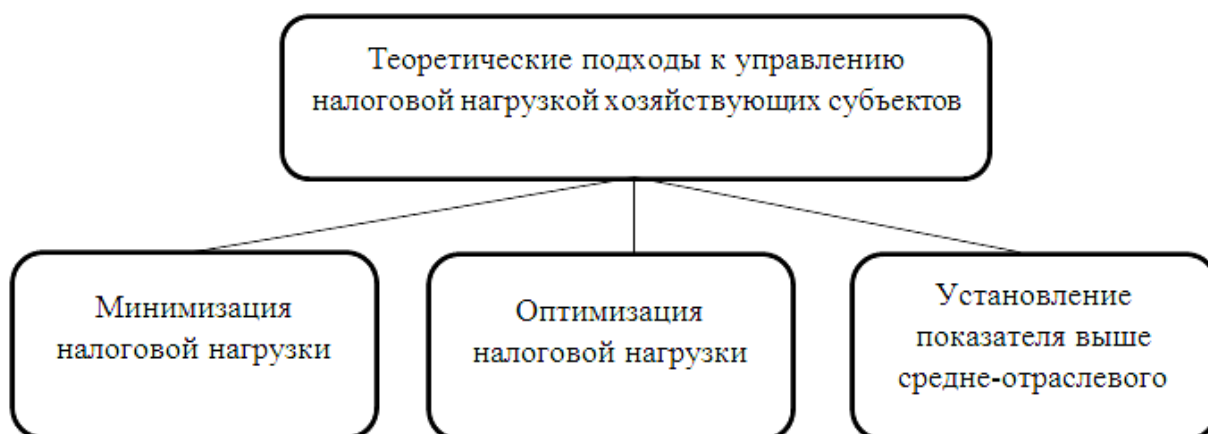 Теоретические подходы к управлению
налоговой нагрузкой хозяйствующих субъектов
Минимизация
налоговой нагрузки
Оптимизация
налоговой нагрузки
Установление
показателя выше
средне-отраслевого